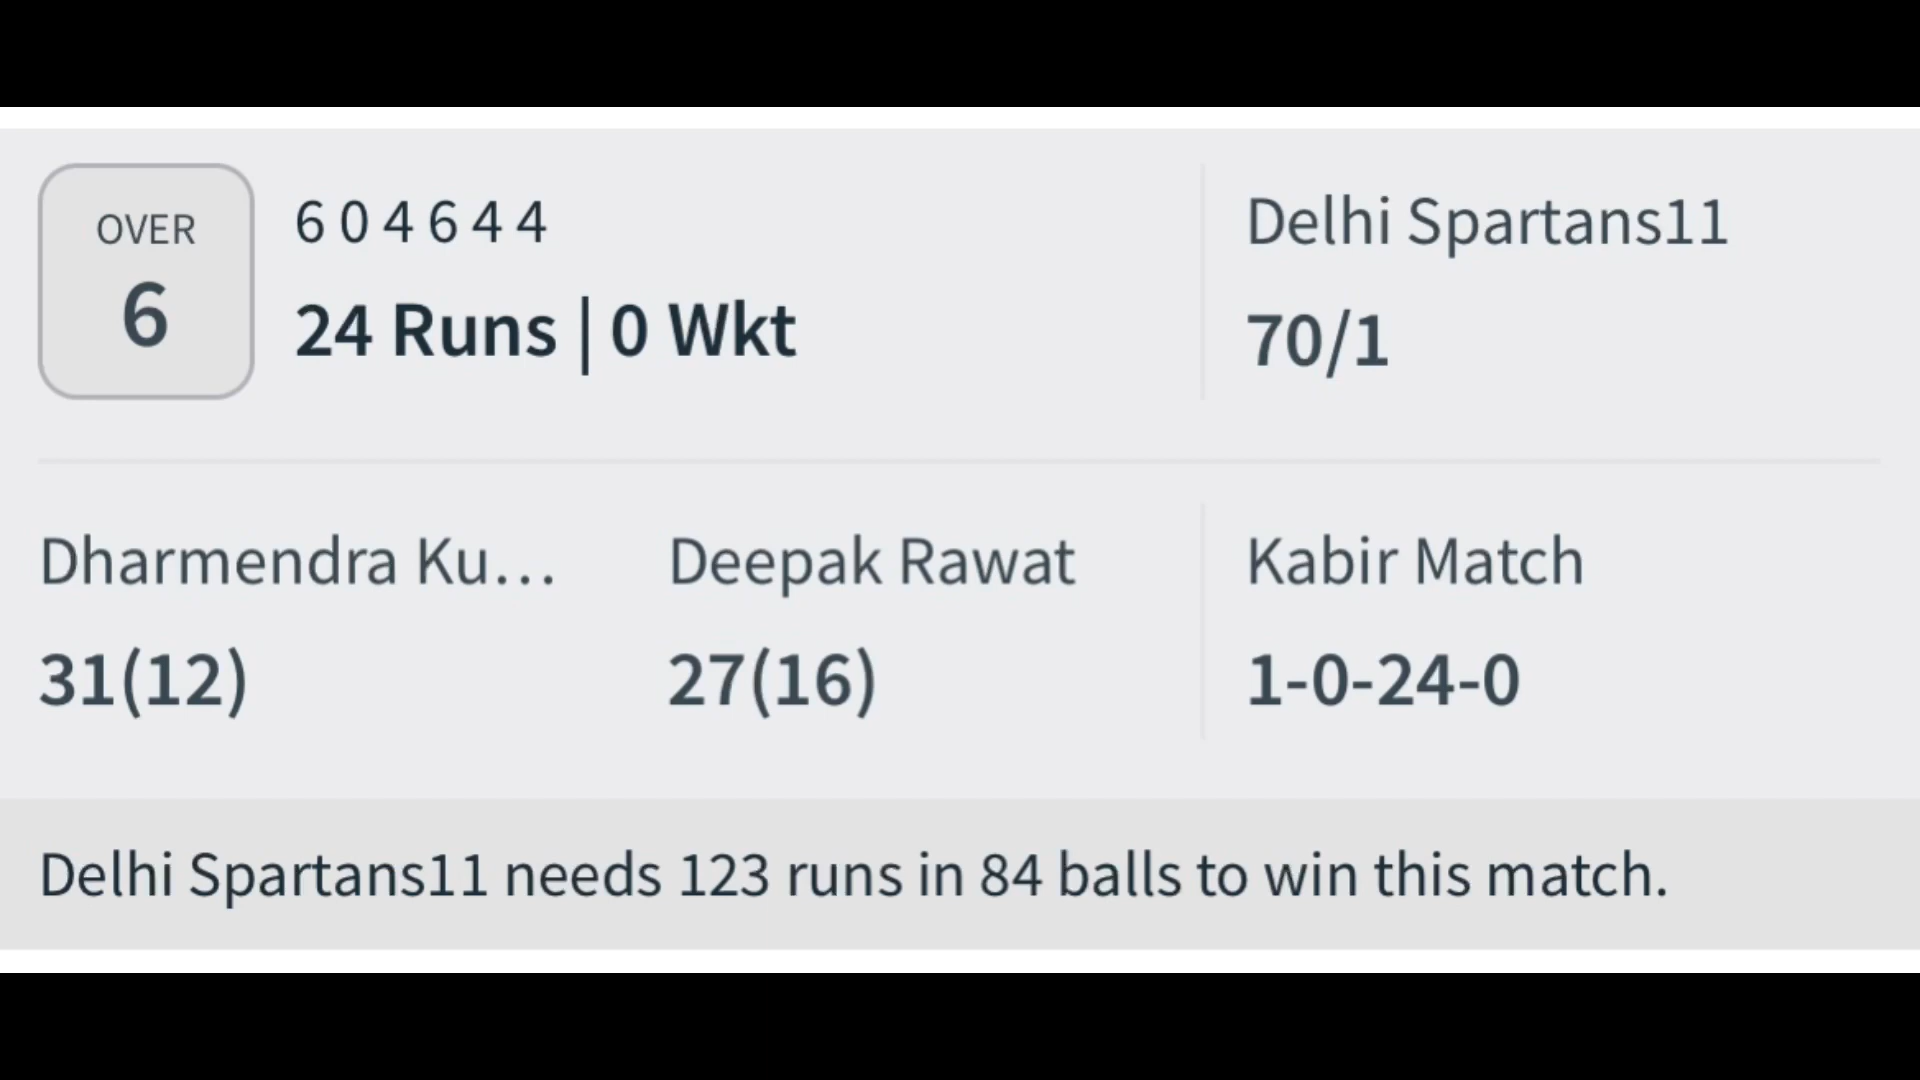 OVER
6
6 0 4 6 4 4
24 Runs | 0 Wkt
Delhi Spartans11
70/1
Dharmendra Ku...
31(12)
Deepak Rawat
27(16)
Kabir Match
1-0-24-0
Delhi Spartans11 needs 123 runs in 84 balls to win this match.